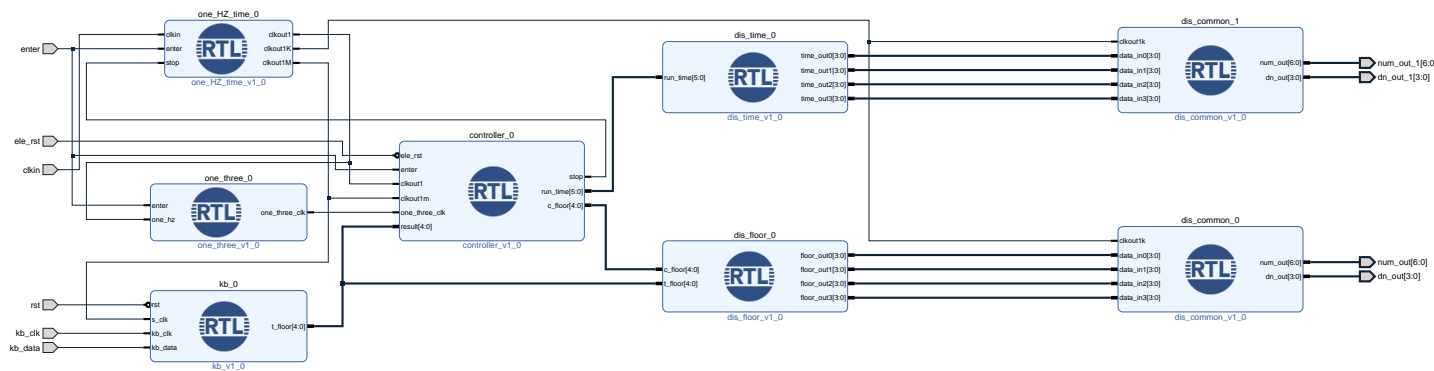 enter
ele_rst
clkin
rst
kb_clk
kb_data
one_HZ_time_0
clkin
enter
stop
RTL
clkout1
clkout1K
clkout1M
one_HZ_time_v1_0
one_three_0
enter
one_hz
RTL
one_three_clk
one_three_v1_0
kb_0
rst
s_clk
kb_clk
kb_data
RTL
t_floor[4:0]
kb_v1_0
controller_0
ele_rst
enter
clkout1
clkout1m
one_three_clk
result[4:0]
RTL
stop
run_time[5:0]
c_floor[4:0]
controller_v1_0
dis_time_0
run_time[5:0]
RTL
time_out0[3:0]
time_out1[3:0]
time_out2[3:0]
time_out3[3:0]
dis_time_v1_0
dis_floor_0
c_floor[4:0]
t_floor[4:0]
RTL
floor_out0[3:0]
floor_out1[3:0]
floor_out2[3:0]
floor_out3[3:0]
dis_floor_v1_0
dis_common_1
clkout1k
data_in0[3:0]
data_in1[3:0]
data_in2[3:0]
data_in3[3:0]
RTL
num_out[6:0]
dn_out[3:0]
dis_common_v1_0
num_out_1[6:0
dn_out_1[3:0]
dis_common_0
clkout1k
data_in0[3:0]
data_in1[3:0]
data_in2[3:0]
data_in3[3:0]
RTL
num_out[6:0]
dn_out[3:0]
dis_common_v1_0
num_out[6:0]
dn_out[3:0]